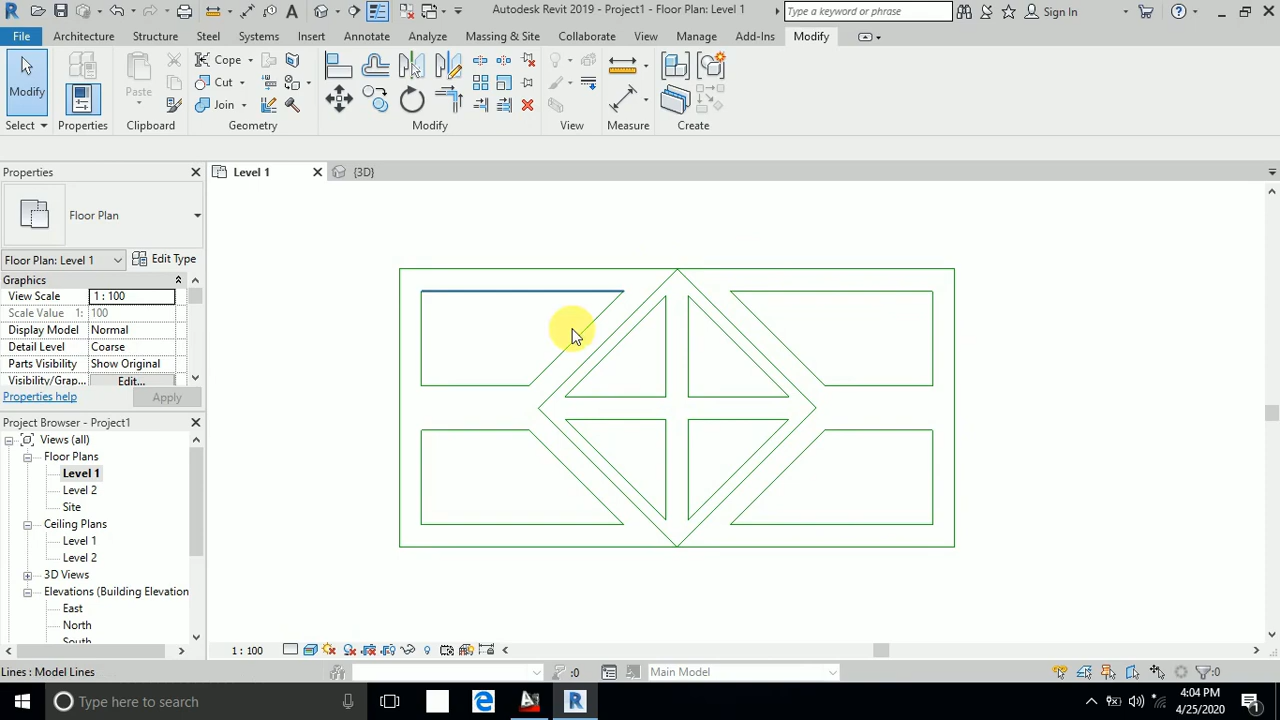 Autodesk Revit 2019 - Project1 - Floor Plan: Level 1
Type a keyword or phrase
Sign In
File
Architecture
Structure
Steel
Systems
Insert
Annotate
Analyze
Massing & Site
Collaborate
View
Manage
Add-Ins
Modify
Modify
Properties
Paste
Cope
Cut
Join
Select
Properties
Clipboard
Geometry
Modify
View
Measure
Create
Properties
Level 1
{3D}
Floor Plan
Floor Plan: Level 1
Edit Type
Graphics
View Scale
1 : 100
Scale Value 1:
100
Display Model
Normal
Detail Level
Coarse
Parts Visibility
Show Original
Visibility/Grap...
Edit...
Properties help
Apply
Project Browser - Project1
Views (all)
Floor Plans
Level 1
Level 2
Site
Ceiling Plans
Level 1
Level 2
3D Views
Elevations (Building Elevation
East
North
South
1 : 100
Lines : Model Lines
:0
Main Model
:0
Type here to search
4:04 PM
4/25/2020